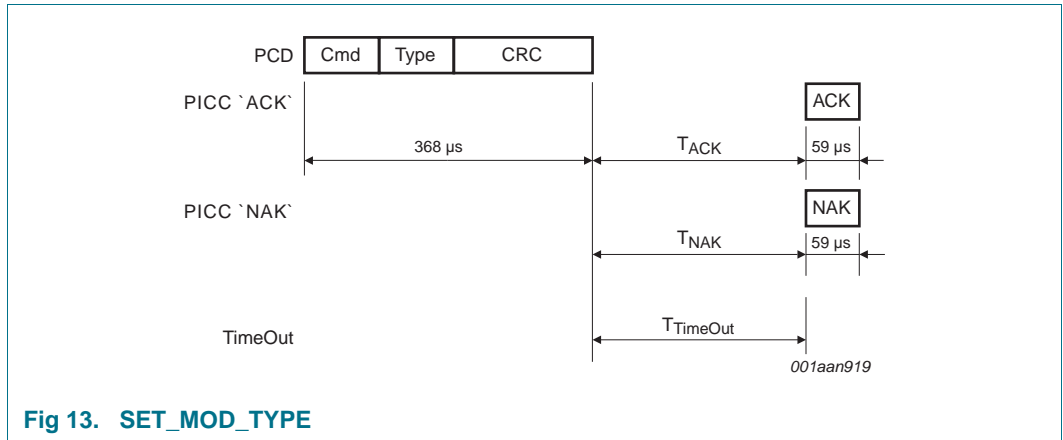 PCD Cmd Type CRC
PICC `ACK` ACK
368 µs TACK 59 µs
PICC `NAK` NAK
TNAK 59 µs
TimeOut TTimeOut
001aan919
Fig 13. SET_MOD_TYPE